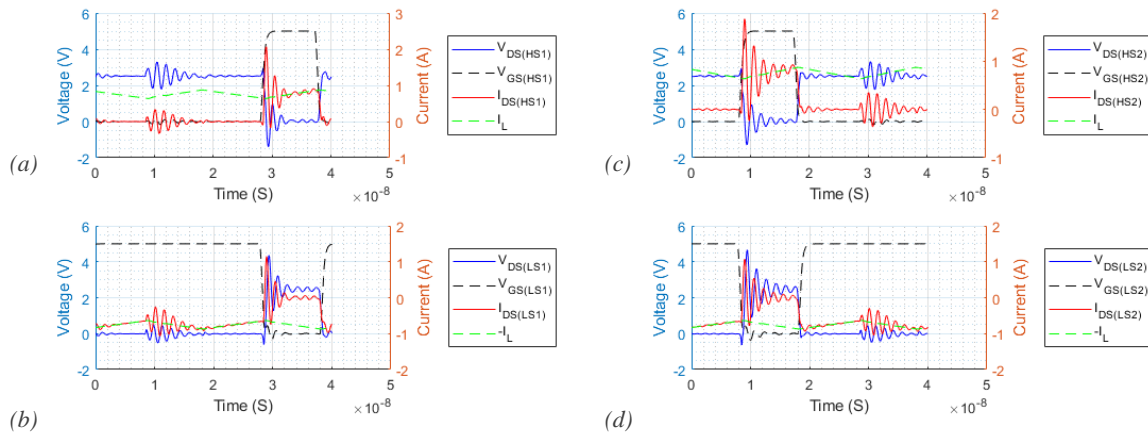 (a)
Voltage (V)
6
4
2
0
-2
3
2
1
0
-1
Current (A)
0 1 2 3 4 5
Time (S)
×10⁻⁸
V_DS(HS1)
V_GS(HS1)
I_DS(HS1)
I_L
(c)
Voltage (V)
6
4
2
0
-2
2
1
0
-1
Current (A)
0 1 2 3 4 5
Time (S)
×10⁻⁸
V_DS(HS2)
V_GS(HS2)
I_DS(HS2)
I_L
(b)
Voltage (V)
6
4
2
0
-2
2
1
0
-1
-2
Current (A)
0 1 2 3 4 5
Time (S)
×10⁻⁸
V_DS(LS1)
V_GS(LS1)
I_DS(LS1)
-I_L
(d)
Voltage (V)
6
4
2
0
-2
2
1
0
-1
-2
Current (A)
0 1 2 3 4 5
Time (S)
×10⁻⁸
V_DS(LS2)
V_GS(LS2)
I_DS(LS2)
-I_L